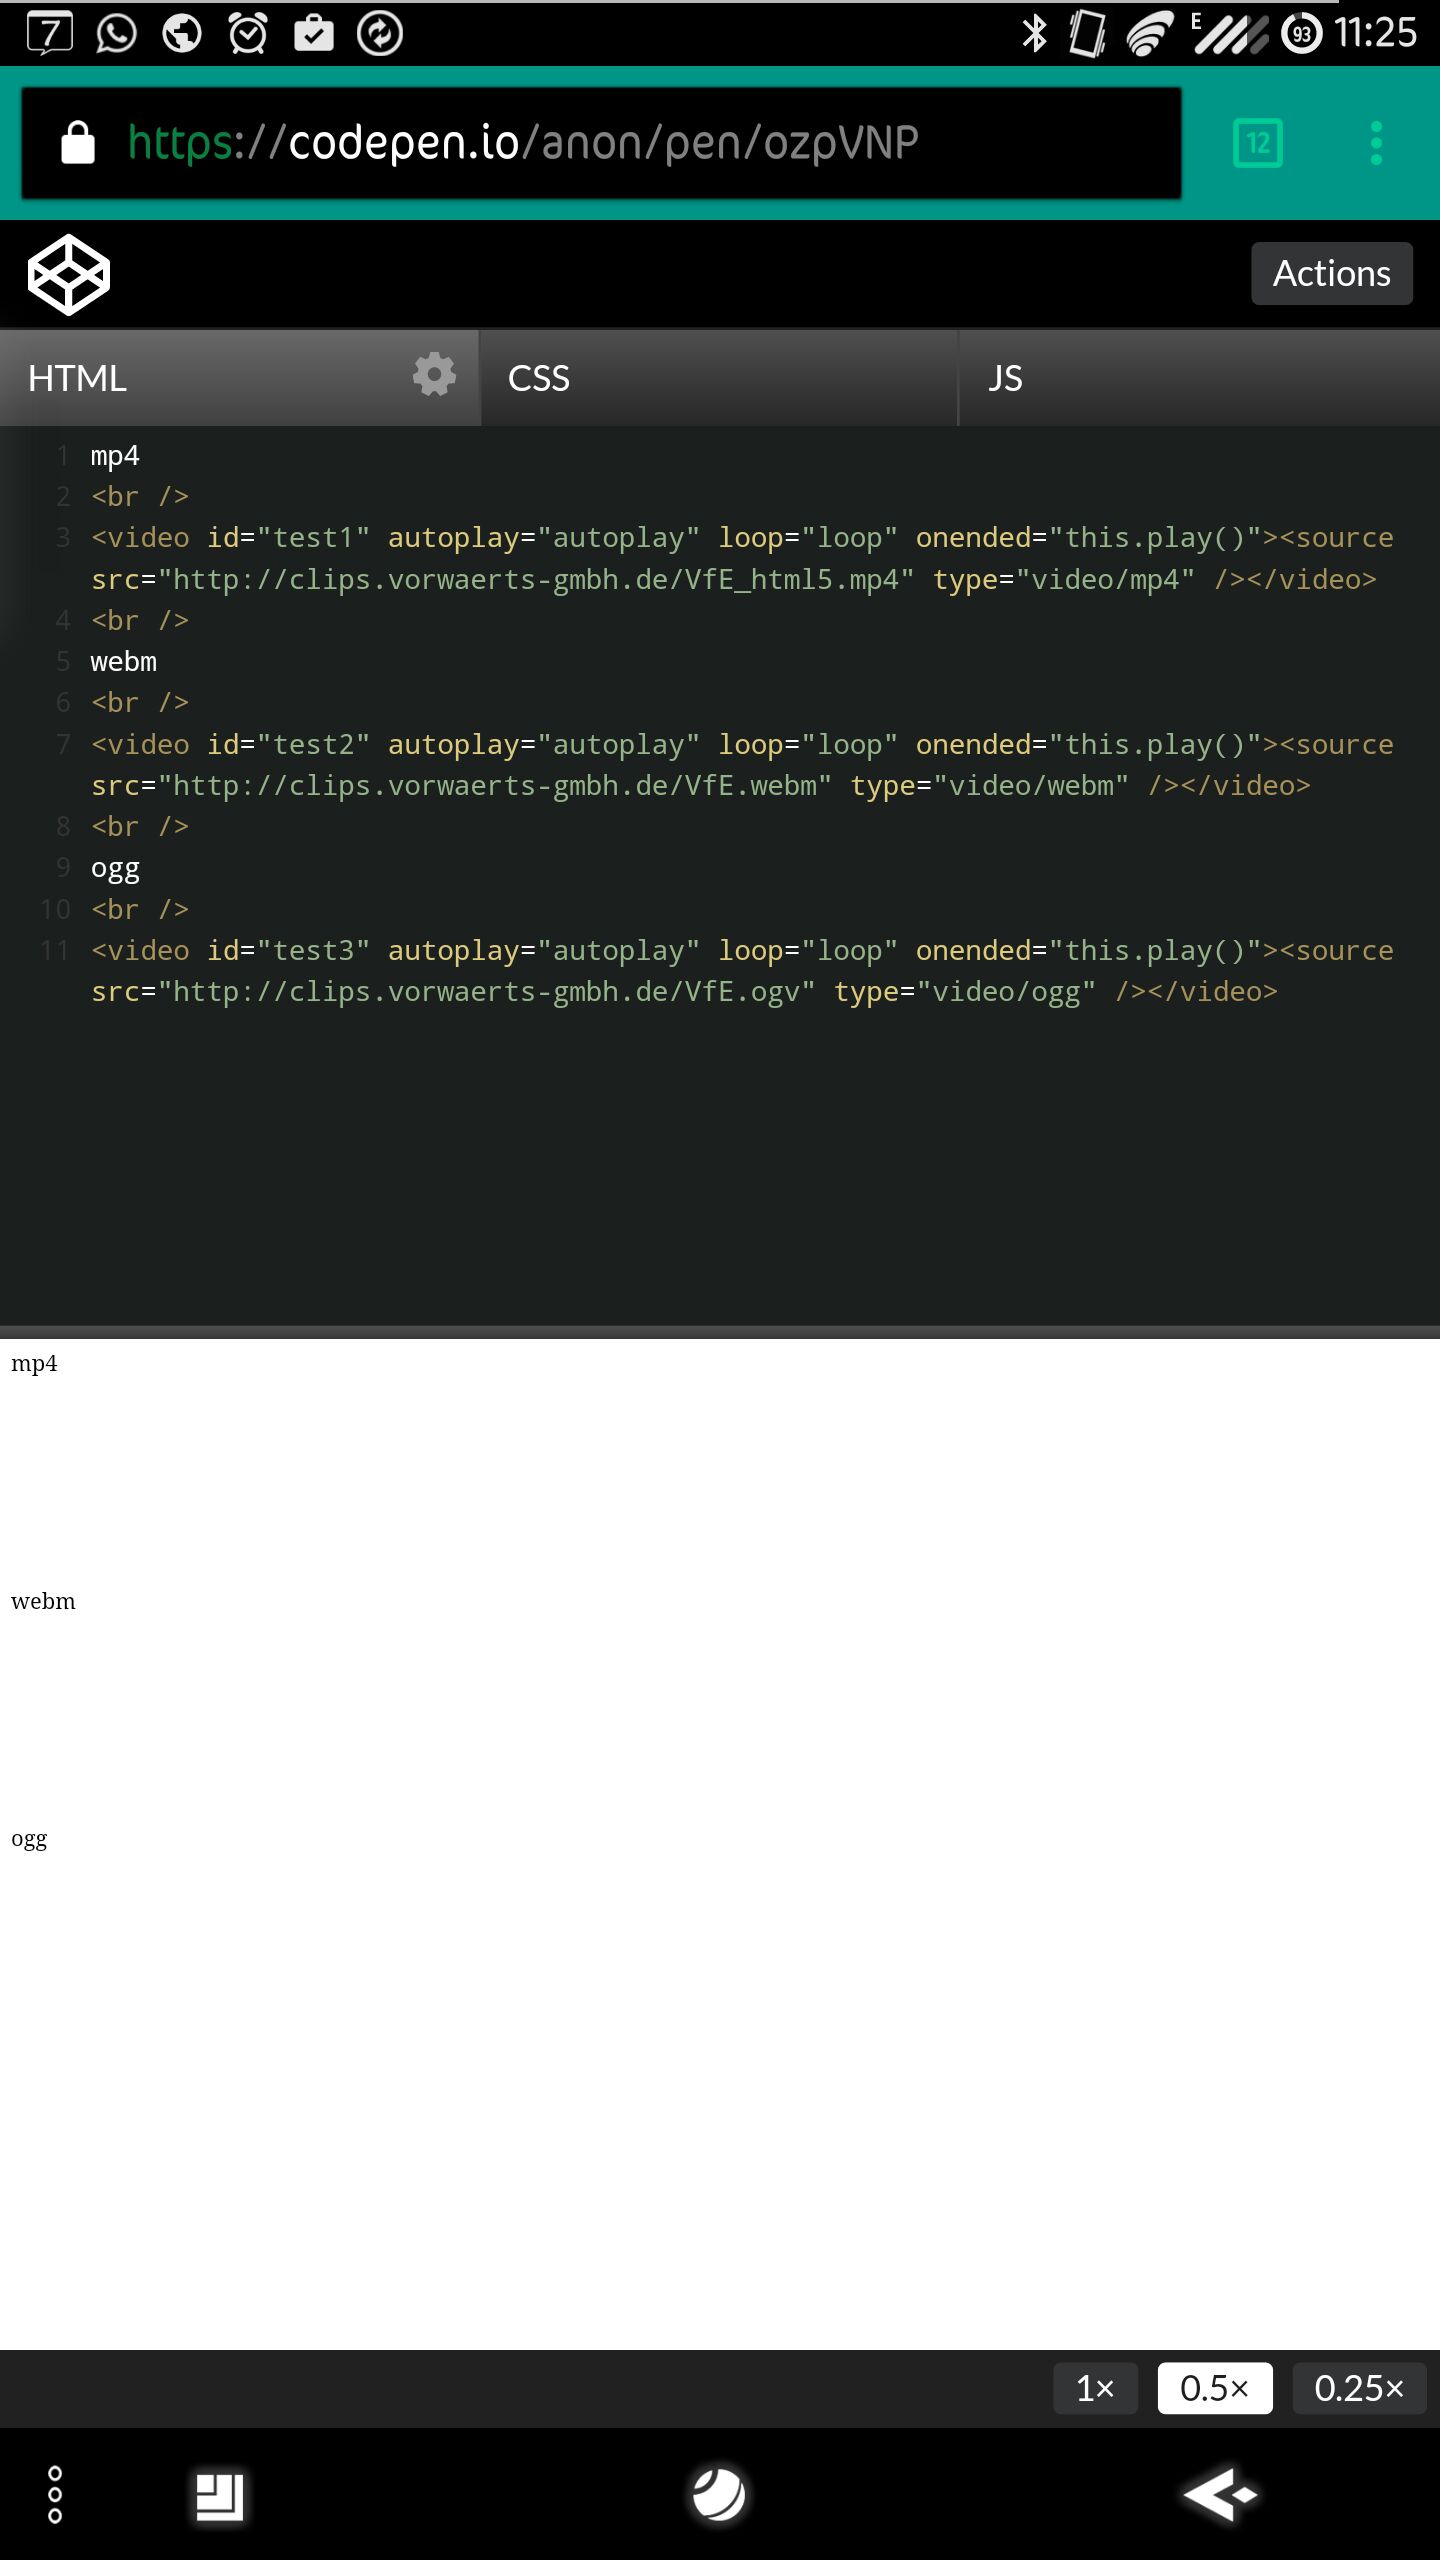 7 E 93 11:25
https://codepen.io/anon/pen/ozpVNP 12
Actions
HTML CSS JS
1 mp4
2 <br />
3 <video id="test1" autoplay="autoplay" loop="loop" onended="this.play()"><source
src="http://clips.vorwaerts-gmbh.de/VfE_html5.mp4" type="video/mp4" /></video>
4 <br />
5 webm
6 <br />
7 <video id="test2" autoplay="autoplay" loop="loop" onended="this.play()"><source
src="http://clips.vorwaerts-gmbh.de/VfE.webm" type="video/webm" /></video>
8 <br />
9 ogg
10 <br />
11 <video id="test3" autoplay="autoplay" loop="loop" onended="this.play()"><source
src="http://clips.vorwaerts-gmbh.de/VfE.ogv" type="video/ogg" /></video>
mp4
webm
ogg
1× 0.5× 0.25×